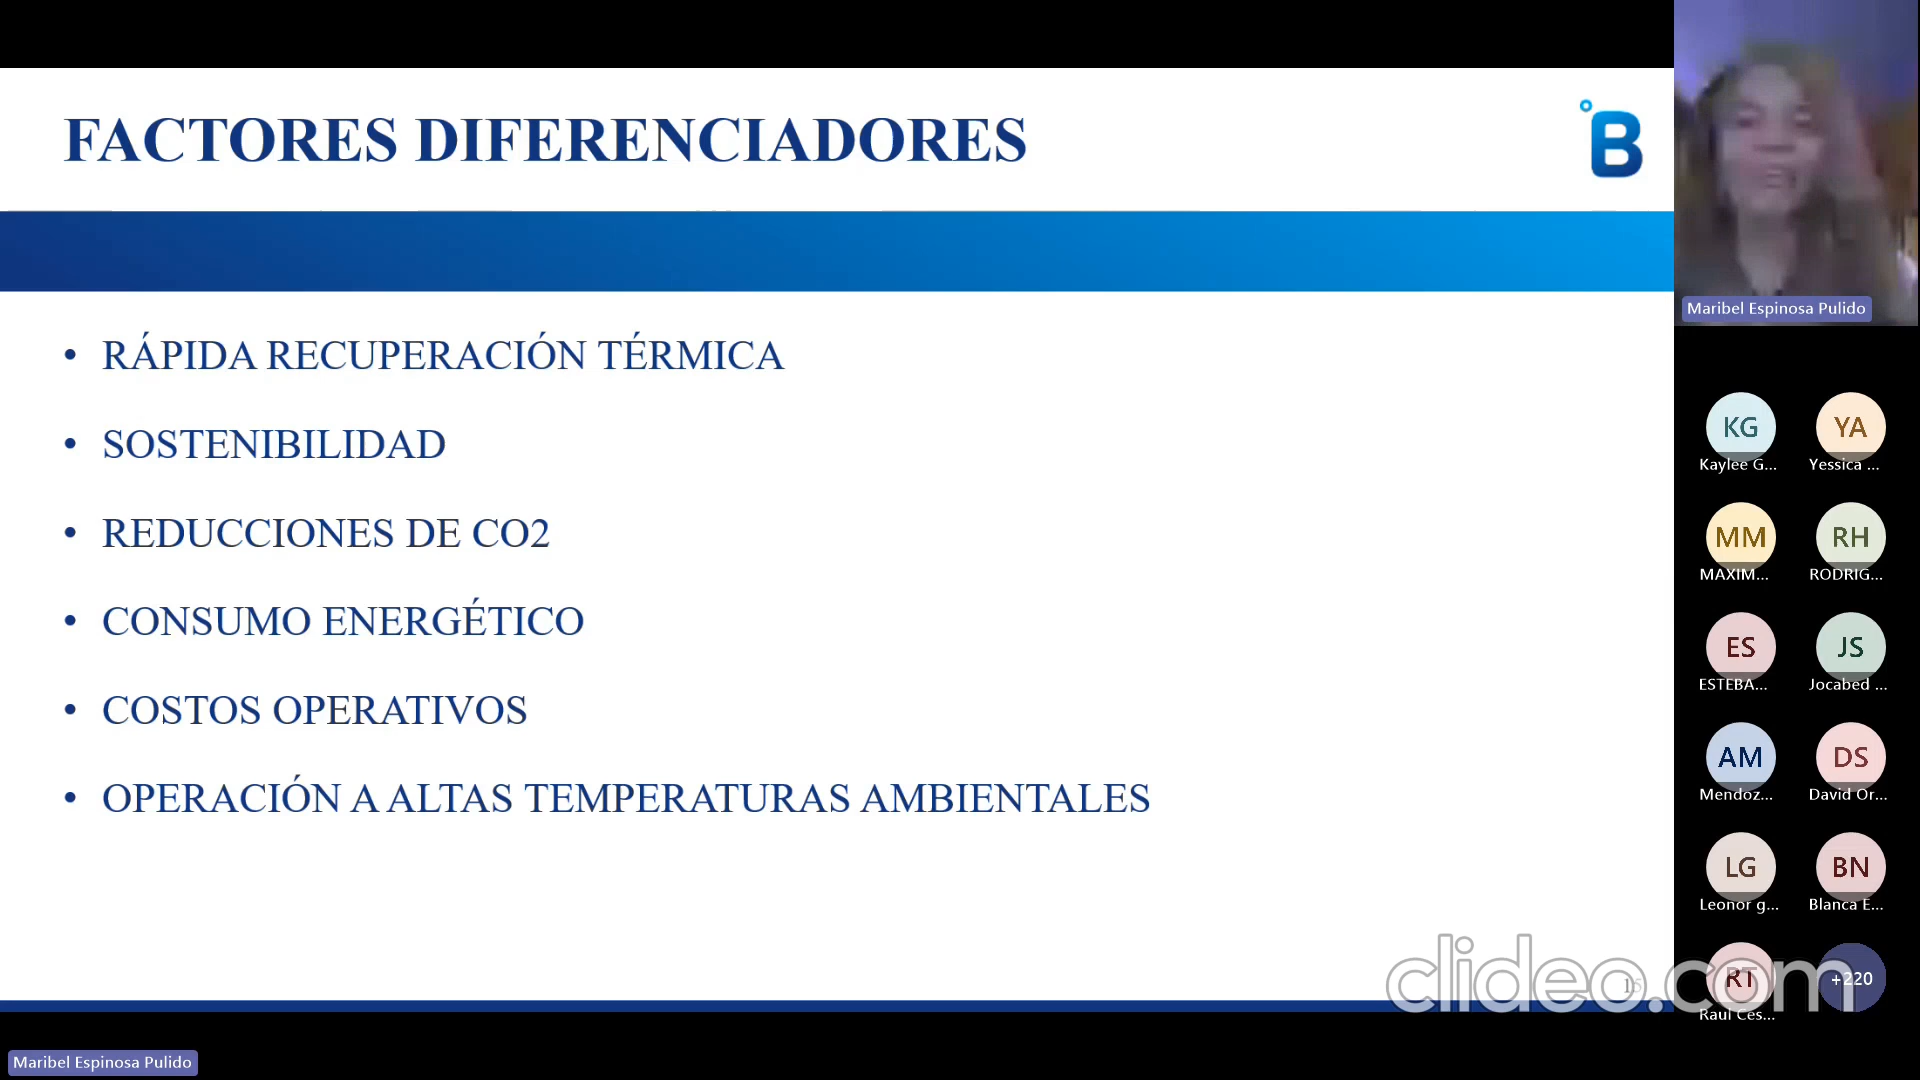 FACTORES DIFERENCIADORES
B
• RÁPIDA RECUPERACIÓN TÉRMICA
• SOSTENIBILIDAD
• REDUCCIONES DE CO2
• CONSUMO ENERGÉTICO
• COSTOS OPERATIVOS
• OPERACIÓN A ALTAS TEMPERATURAS AMBIENTALES
15
Maribel Espinosa Pulido
KG
Kaylee G...
YA
Yessica ...
MM
MAXIM...
RH
RODRIG...
ES
ESTEBA...
JS
Jocabed ...
AM
Mendoz...
DS
David Or...
LG
Leonor g...
BN
Blanca E...
RT
Raul Ces...
+220
clideo.com
Maribel Espinosa Pulido